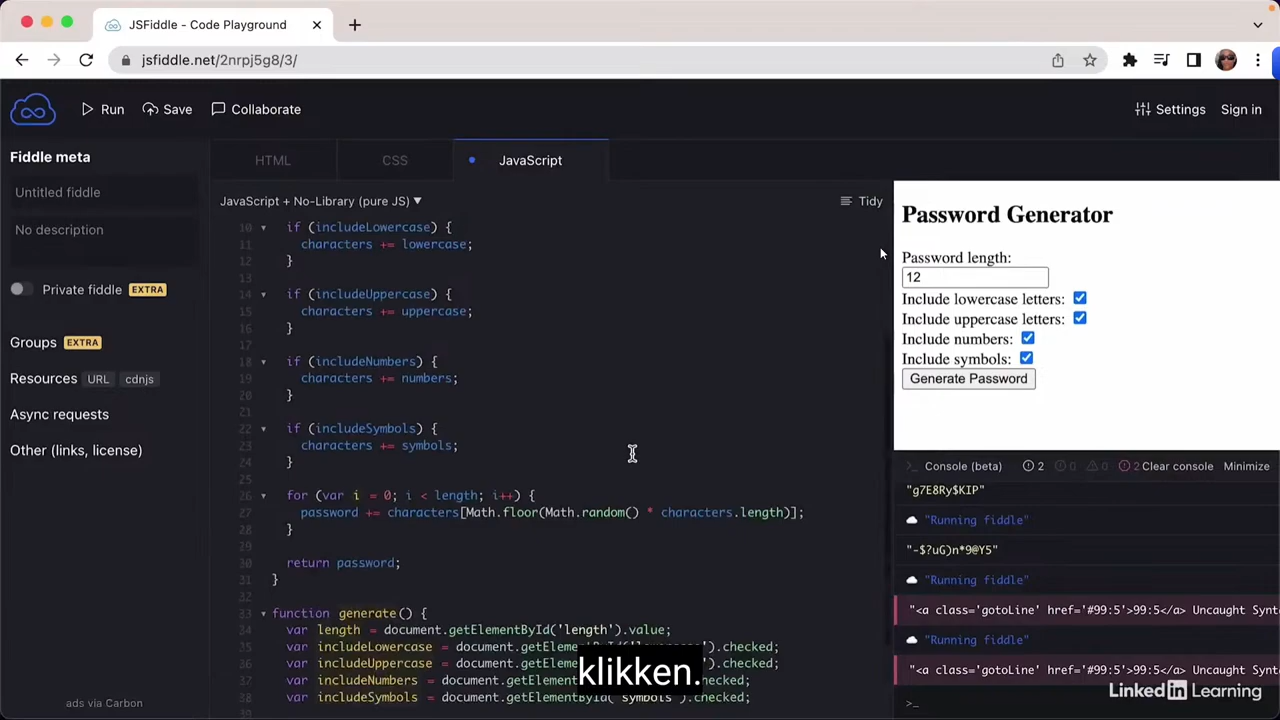 JSFiddle - Code Playground
jsfiddle.net/2nrpj5g8/3/
Run Save Collaborate Settings Sign in
Fiddle meta
Untitled fiddle
No description
Private fiddle EXTRA
Groups EXTRA
Resources URL cdnjs
Async requests
Other (links, license)
ads via Carbon
HTML CSS JavaScript
JavaScript + No-Library (pure JS) ▼ Tidy
10 if (includeLowercase) {
11 characters += lowercase;
12 }
13
14 if (includeUppercase) {
15 characters += uppercase;
16 }
17
18 if (includeNumbers) {
19 characters += numbers;
20 }
21
22 if (includeSymbols) {
23 characters += symbols;
24 }
25
26 for (var i = 0; i < length; i++) {
27 password += characters[Math.floor(Math.random() * characters.length)];
28 }
29
30 return password;
31 }
32
33 function generate() {
34 var length = document.getElementById('length').value;
35 var includeLowercase = document.getElementById('lowercase').checked;
36 var includeUppercase = document.get ').checked;
37 var includeNumbers = document.get checked;
38 var includeSymbols = document.getElementById('symbols').checked;
klikken.
Password Generator
Password length:
12
Include lowercase letters:
Include uppercase letters:
Include numbers:
Include symbols:
Generate Password
Console (beta) 2 0 0 2 Clear console Minimize
"g7E8Ry$KIP"
"Running fiddle"
"-$?uG)n*9@Y5"
"Running fiddle"
"<a class='gotoLine' href='#99:5'>99:5</a> Uncaught Synt
"Running fiddle"
"<a class='gotoLine' href='#99:5'>99:5</a> Uncaught Synt
>_
LinkedIn Learning